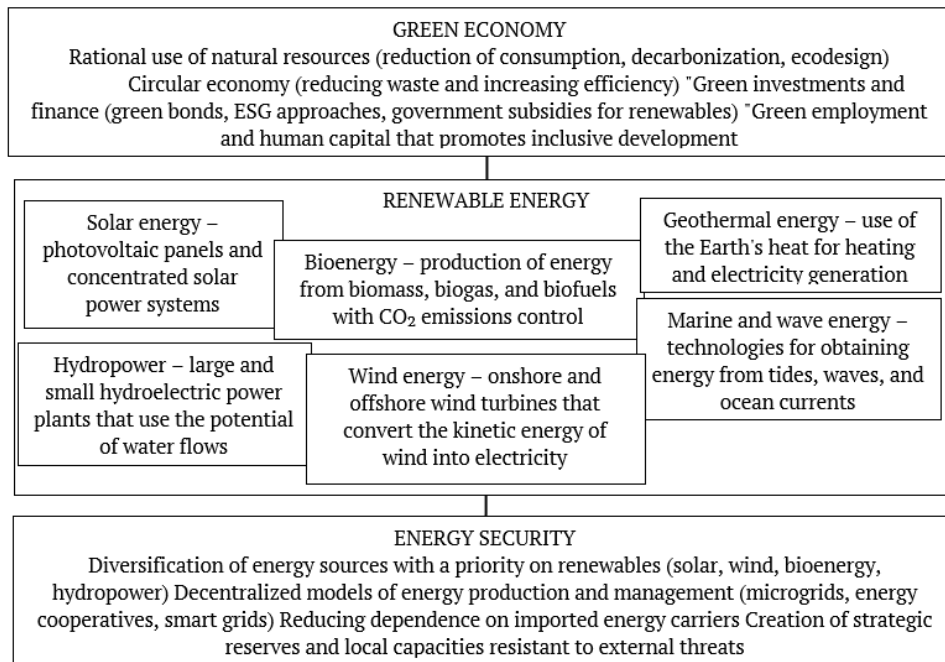 GREEN ECONOMY
Rational use of natural resources (reduction of consumption, decarbonization, ecodesign)
Circular economy (reducing waste and increasing efficiency) "Green investments and
finance (green bonds, ESG approaches, government subsidies for renewables) "Green employment
and human capital that promotes inclusive development
RENEWABLE ENERGY
Solar energy –
photovoltaic panels and
concentrated solar
power systems
Bioenergy – production of energy
from biomass, biogas, and biofuels
with CO₂ emissions control
Geothermal energy – use of
the Earth's heat for heating
and electricity generation
Hydropower – large and
small hydroelectric power
plants that use the potential
of water flows
Wind energy – onshore and
offshore wind turbines that
convert the kinetic energy of
wind into electricity
Marine and wave energy –
technologies for obtaining
energy from tides, waves, and
ocean currents
ENERGY SECURITY
Diversification of energy sources with a priority on renewables (solar, wind, bioenergy,
hydropower) Decentralized models of energy production and management (microgrids, energy
cooperatives, smart grids) Reducing dependence on imported energy carriers Creation of strategic
reserves and local capacities resistant to external threats